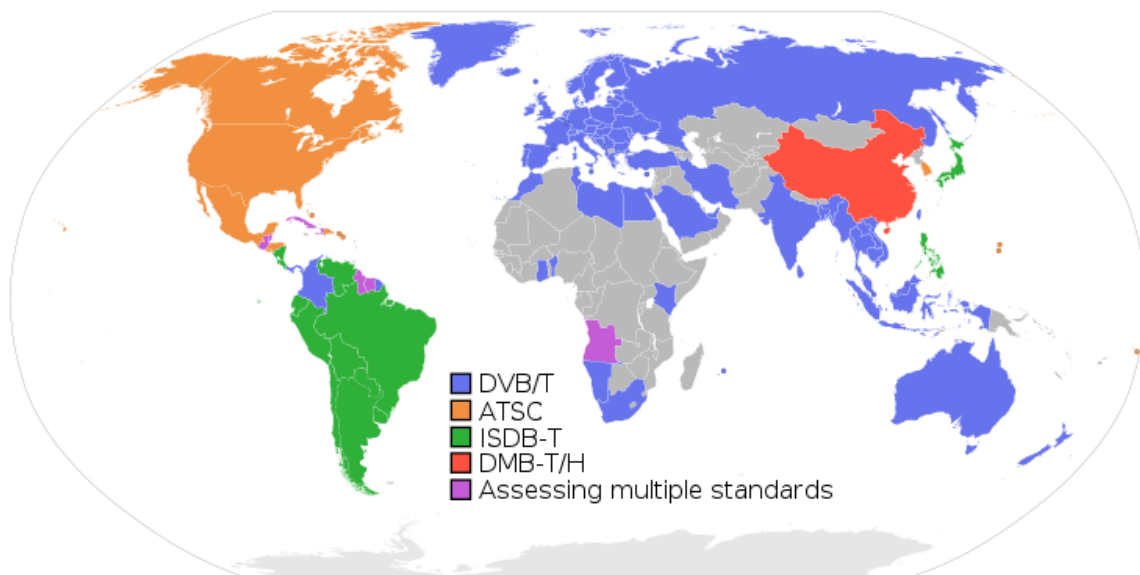 DVB/T
ATSC
ISDB-T
DMB-T/H
Assessing multiple standards